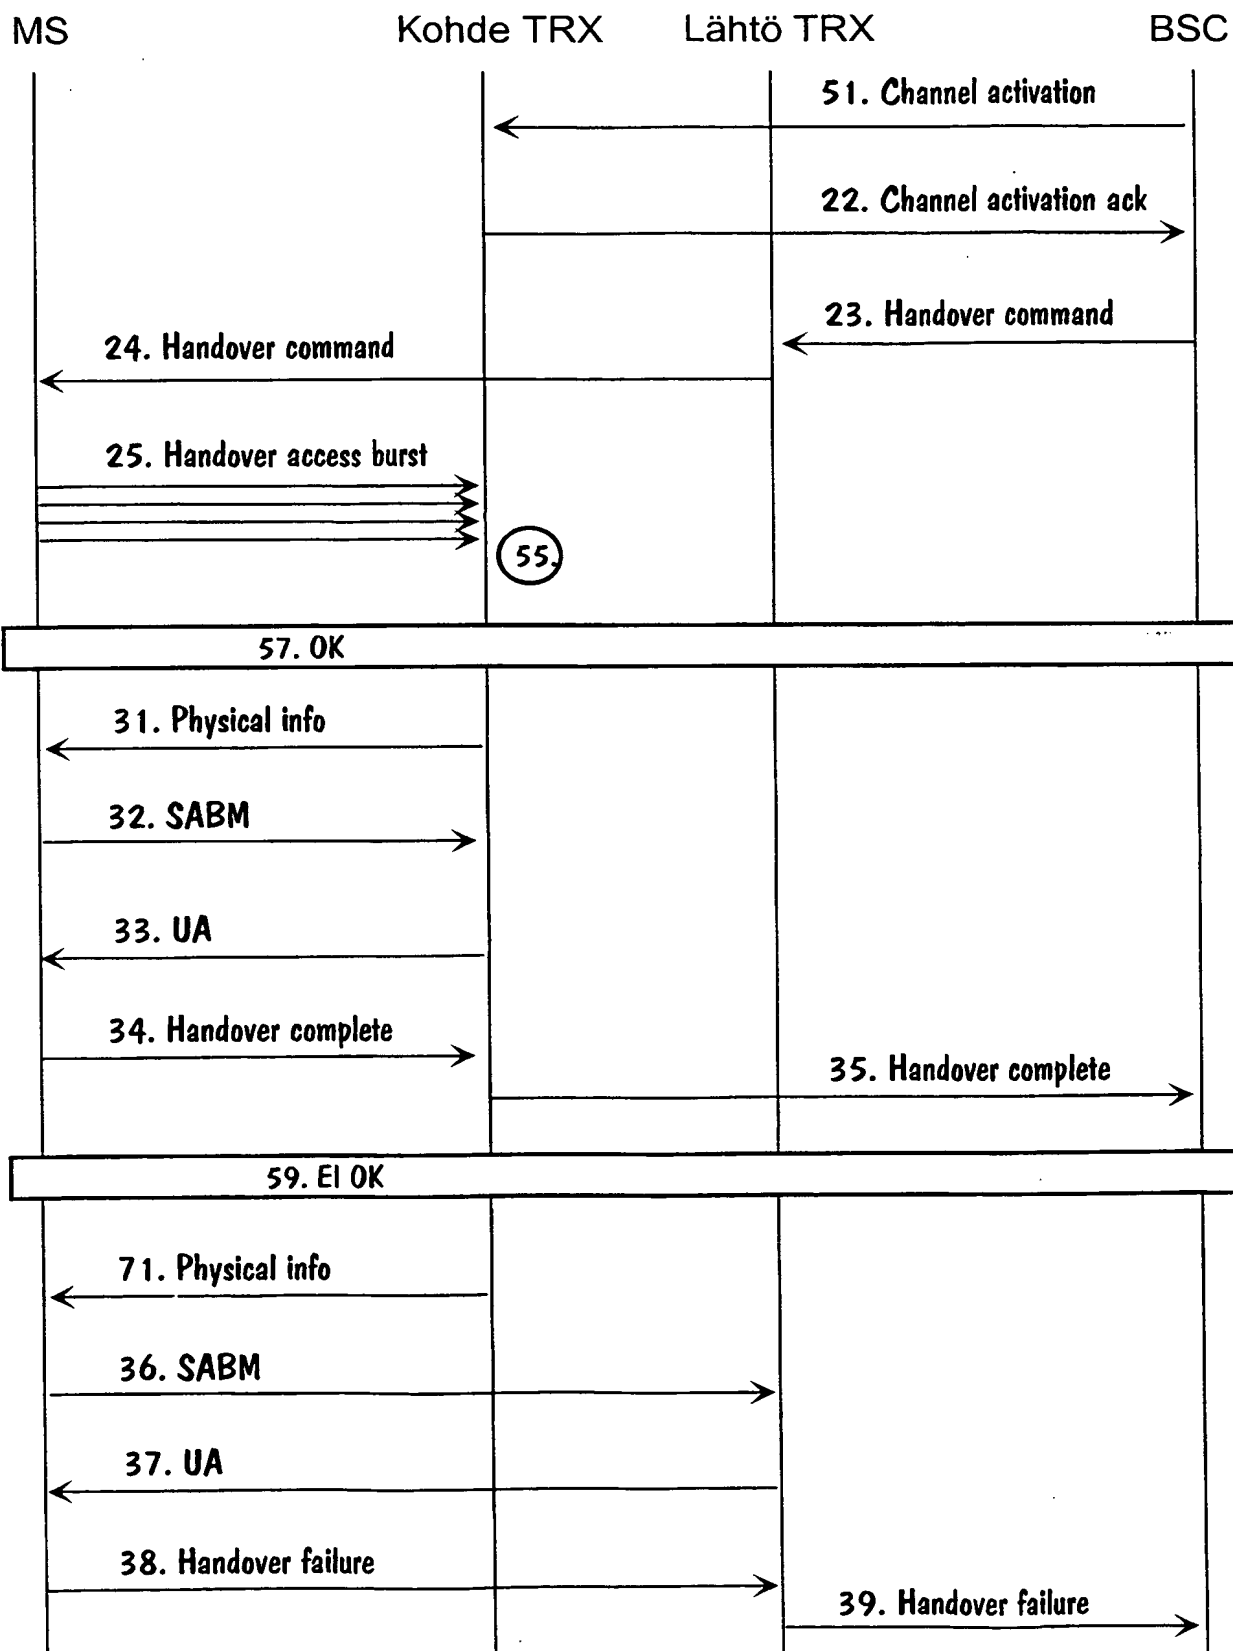 MS Kohde TRX Lähtö TRX BSC
51. Channel activation
22. Channel activation ack
23. Handover command
24. Handover command
25. Handover access burst
55.
57. OK
31. Physical info
32. SABM
33. UA
34. Handover complete
35. Handover complete
59. EI OK
71. Physical info
36. SABM
37. UA
38. Handover failure
39. Handover failure